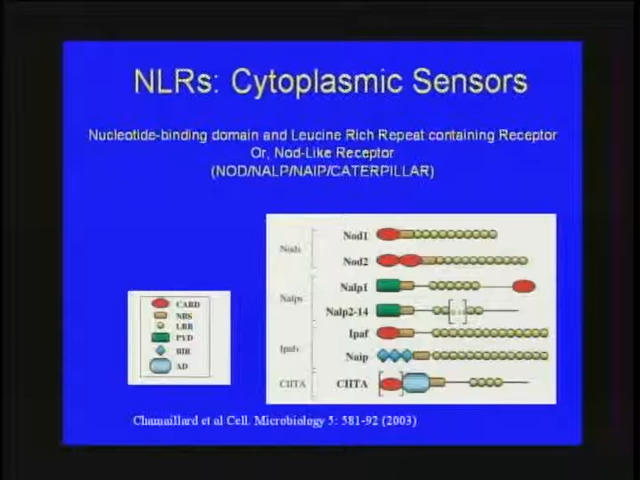 NLRs: Cytoplasmic Sensors
Nucleotide-binding domain and Leucine Rich Repeat containing Receptor
Or, Nod-Like Receptor
(NOD/NALP/NAIP/CATERPILLAR)
Nods
Nod1
Nod2
Nalps
Nalp1
Nalp2-14
Ipafs
Ipaf
Naip
CIITA
CIITA
CARD
NBS
LRR
PYD
BIR
AD
Chamaillard et al Cell. Microbiology 5: 581-92 (2003)